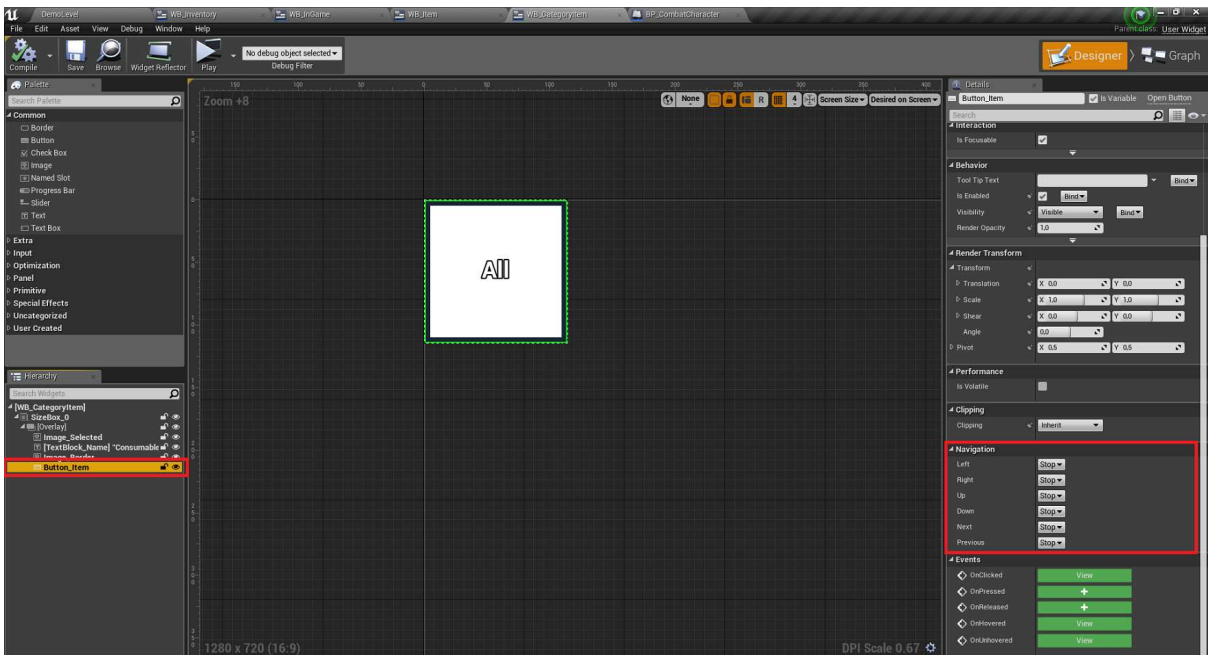 DemoLevel WB_Inventory WB_InGame WB_Item WB_CategoryItem BP_CombatCharacter
File Edit Asset View Debug Window Help Parent class: User Widget
Compile Save Browse Widget Reflector Play No debug object selected Debug Filter Designer Graph
Palette
Search Palette
Common
Border
Button
Check Box
Image
Named Slot
Progress Bar
Slider
Text
Text Box
Extra
Input
Optimization
Panel
Primitive
Special Effects
Uncategorized
User Created
Hierarchy
Search Widgets
[WB_CategoryItem]
SizeBox_0
[Overlay]
Image_Selected
[TextBlock_Name] "Consumable
Image_Border
Button_Item
Zoom +8
None R 4 Screen Size Desired on Screen
All
1280 x 720 (16:9)
DPI Scale 0.67
Details
Button_Item Is Variable Open Button
Search
Interaction
Is Focusable
Behavior
Tool Tip Text Bind
Is Enabled Bind
Visibility Visible Bind
Render Opacity 1,0
Render Transform
Transform
Translation X 0,0 Y 0,0
Scale X 1,0 Y 1,0
Shear X 0,0 Y 0,0
Angle 0,0
Pivot X 0,5 Y 0,5
Performance
Is Volatile
Clipping
Clipping Inherit
Navigation
Left Stop
Right Stop
Up Stop
Down Stop
Next Stop
Previous Stop
Events
OnClicked View
OnPressed +
OnReleased +
OnHovered View
OnUnhovered View